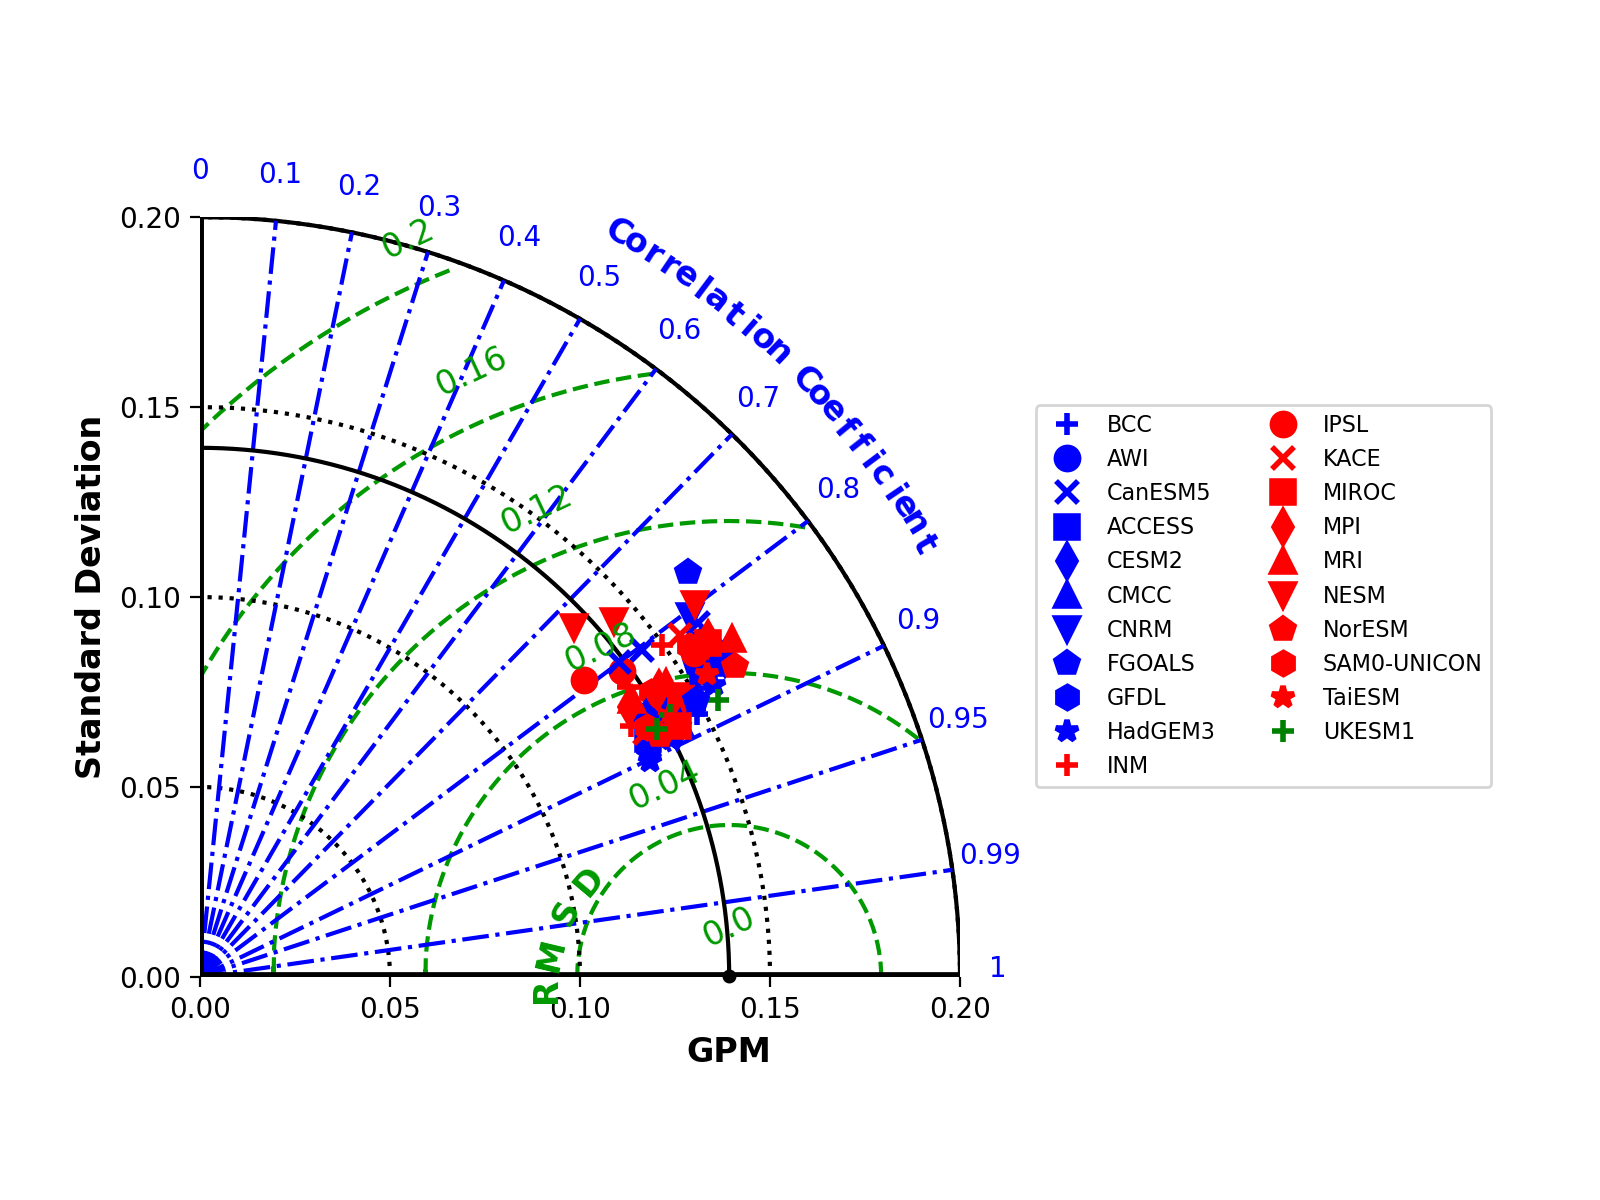 0
0.1
0.2
0.3
0.4
0.5
0.6
0.7
0.8
0.9
0.95
0.99
1
Correlation Coefficient
0.20
0.15
0.10
0.05
0.00
Standard Deviation
0.2
0.16
0.12
0.08
0.04
0.0
RMSD
0.00
0.05
0.10
0.15
0.20
GPM
BCC
AWI
CanESM5
ACCESS
CESM2
CMCC
CNRM
FGOALS
GFDL
HadGEM3
INM
IPSL
KACE
MIROC
MPI
MRI
NESM
NorESM
SAM0-UNICON
TaiESM
UKESM1